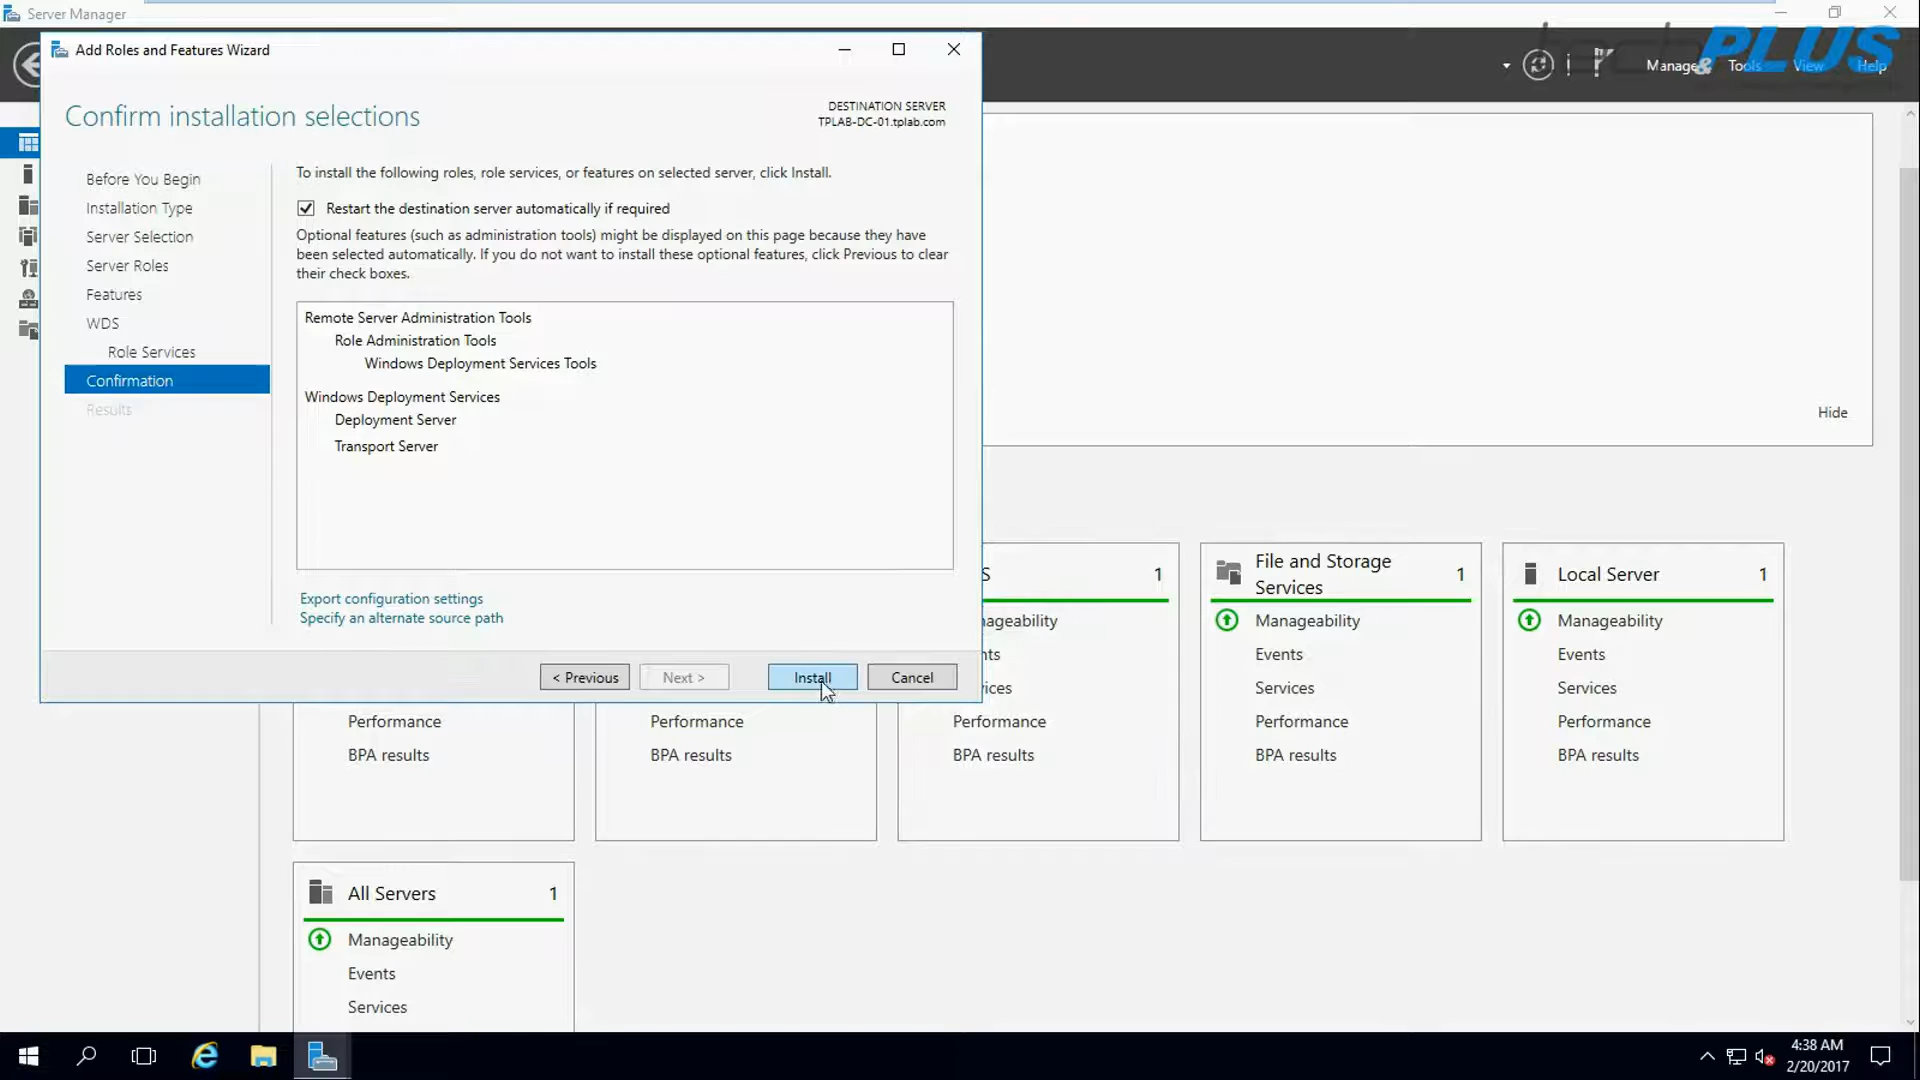 Server Manager
PLUS
&
Manage
Tools
View
Help
Add Roles and Features Wizard
Confirm installation selections
DESTINATION SERVER
TPLAB-DC-01.tplab.com
Before You Begin
Installation Type
Server Selection
Server Roles
Features
WDS
Role Services
Confirmation
Results
To install the following roles, role services, or features on selected server, click Install.
Restart the destination server automatically if required
Optional features (such as administration tools) might be displayed on this page because they have
been selected automatically. If you do not want to install these optional features, click Previous to clear
their check boxes.
Remote Server Administration Tools
Role Administration Tools
Windows Deployment Services Tools
Windows Deployment Services
Deployment Server
Transport Server
Export configuration settings
Specify an alternate source path
< Previous
Next >
Install
Cancel
Hide
Performance
BPA results
Performance
BPA results
S 1
nageability
nts
ices
Performance
BPA results
File and Storage
Services
1
Manageability
Events
Services
Performance
BPA results
Local Server 1
Manageability
Events
Services
Performance
BPA results
All Servers 1
Manageability
Events
Services
4:38 AM
2/20/2017